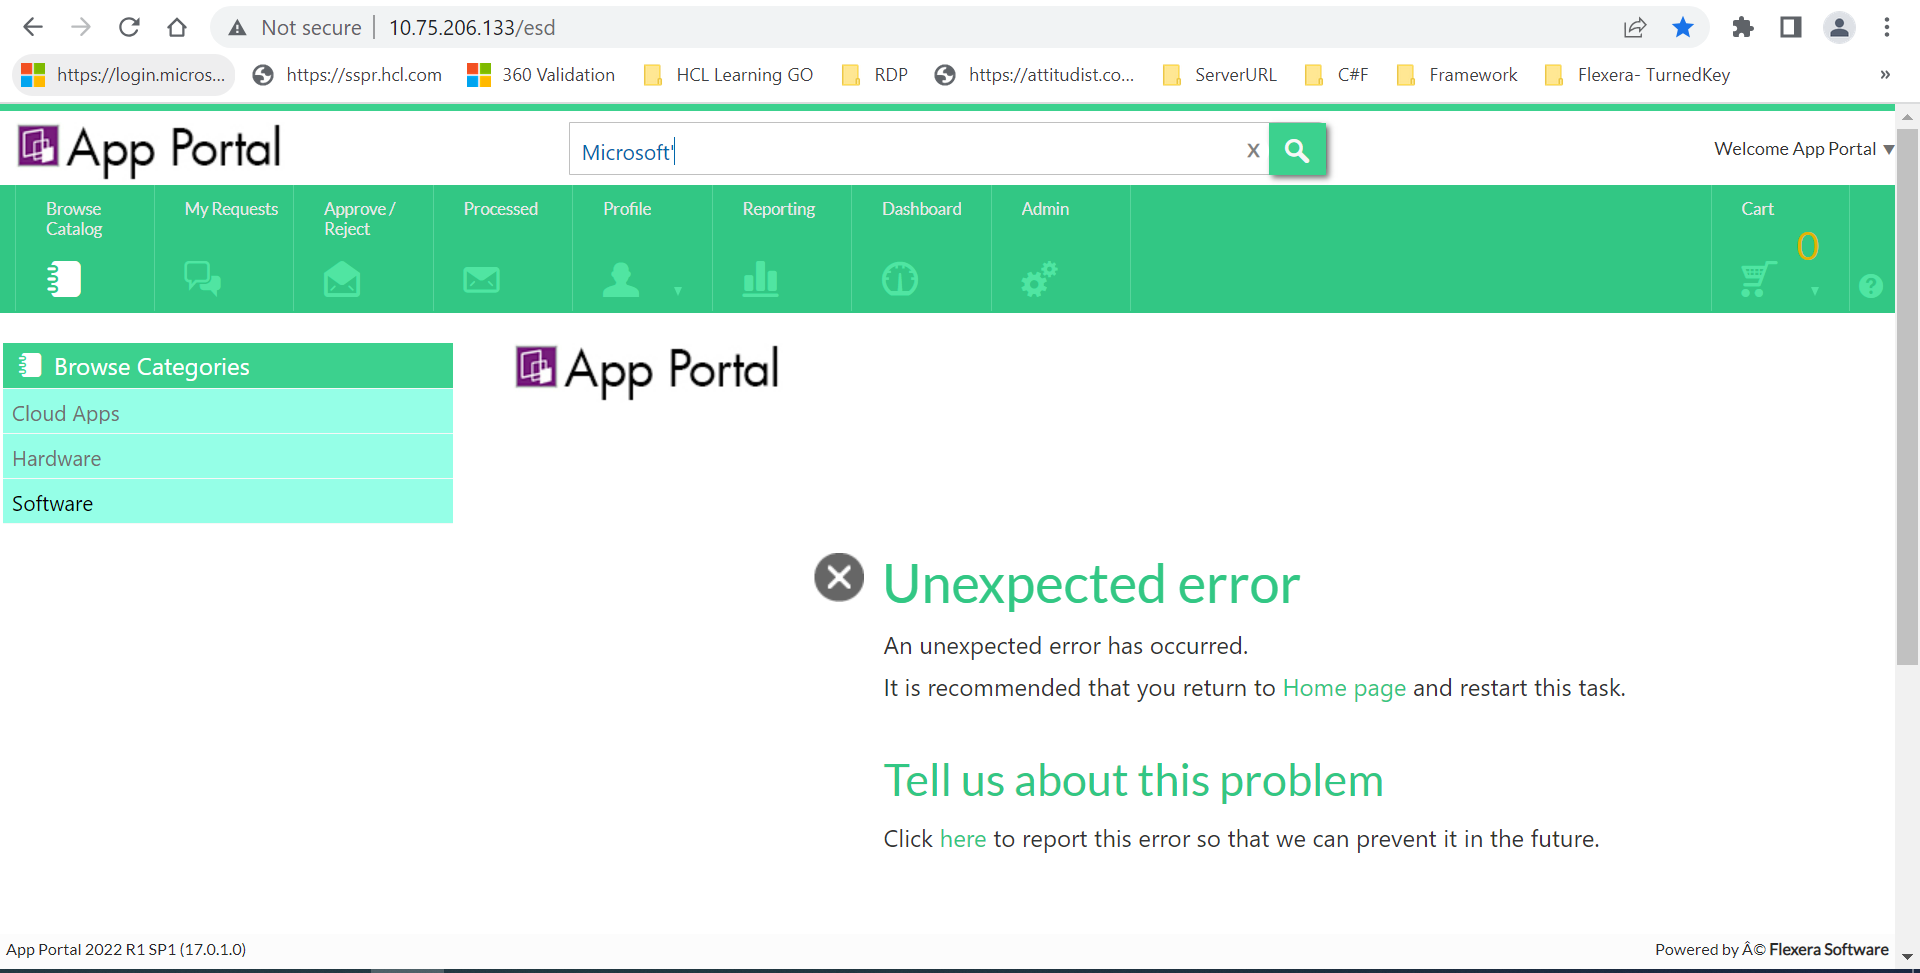 Not secure | 10.75.206.133/esd
https://login.micros... https://sspr.hcl.com 360 Validation HCL Learning GO RDP https://attitudist.co... ServerURL C#F Framework Flexera- TurnedKey »
App Portal
Microsoft'
X
Welcome App Portal ▼
Browse Catalog
My Requests
Approve / Reject
Processed
Profile
Reporting
Dashboard
Admin
Cart
0
?
Browse Categories
Cloud Apps
Hardware
Software
App Portal
Unexpected error
An unexpected error has occurred.
It is recommended that you return to Home page and restart this task.
Tell us about this problem
Click here to report this error so that we can prevent it in the future.
App Portal 2022 R1 SP1 (17.0.1.0)
Powered by Â© Flexera Software